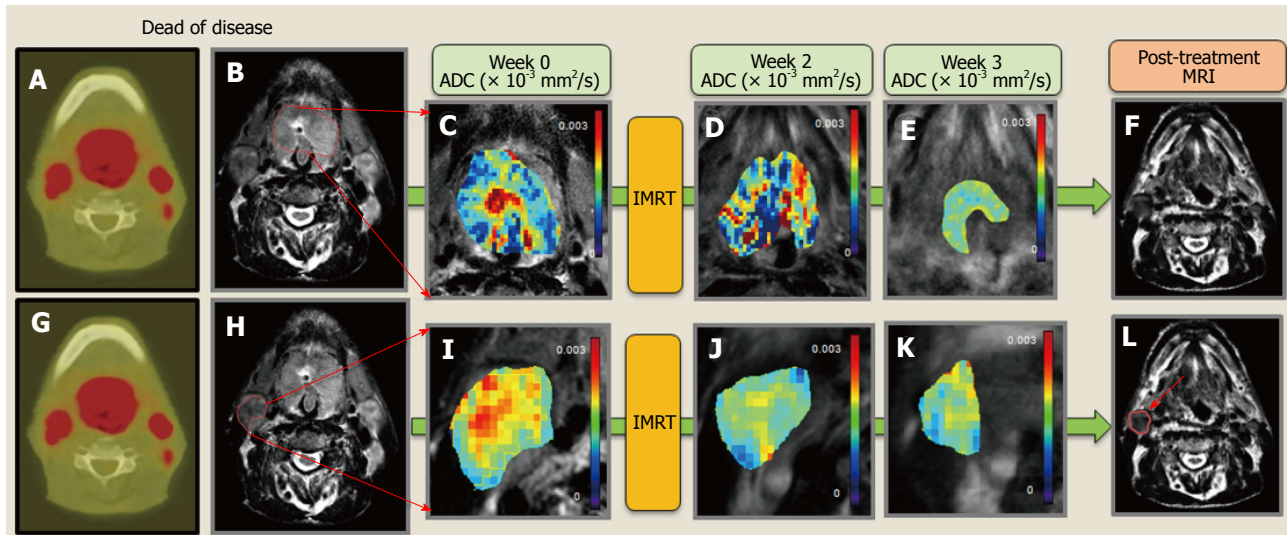 Dead of disease
Week 0
ADC (× 10⁻³ mm²/s)
Week 2
ADC (× 10⁻³ mm²/s)
Week 3
ADC (× 10⁻³ mm²/s)
Post-treatment
MRI
A
B
C
0.003
0
IMRT
D
0.003
0
E
0.003
0
F
G
H
I
0.003
0
IMRT
J
0.003
0
K
0.003
0
L